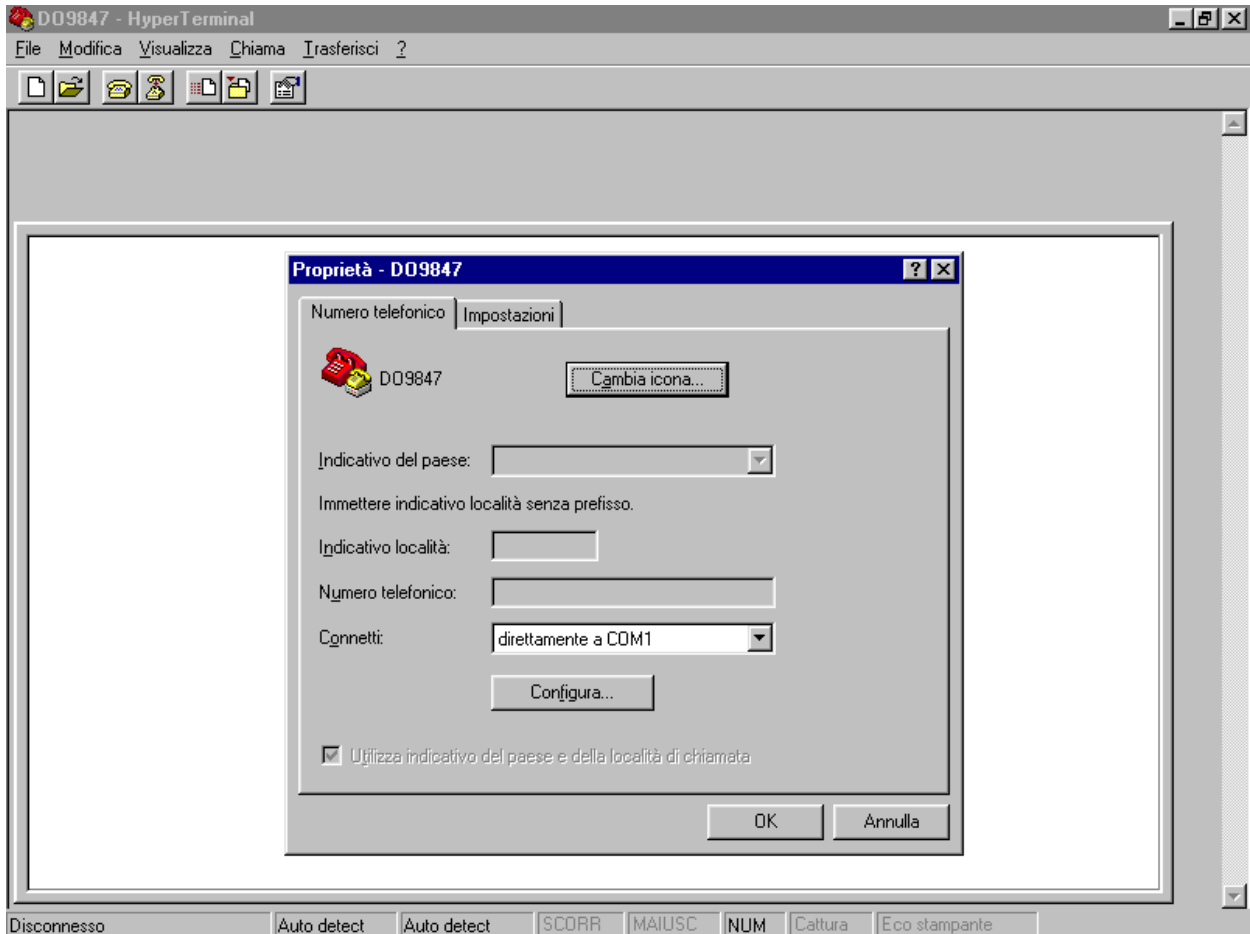 DO9847 - HyperTerminal
File Modifica Visualizza Chiama Trasferisci ?
Proprietà - DO9847
Numero telefonico Impostazioni
DO9847 Cambia icona...
Indicativo del paese:
Immettere indicativo località senza prefisso.
Indicativo località:
Numero telefonico:
Connetti: direttamente a COM1
Configura...
Utilizza indicativo del paese e della località di chiamata
OK Annulla
Disconnesso Auto detect Auto detect SCORR MAIUSC NUM Cattura Eco stampante